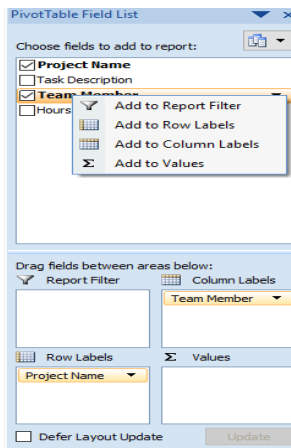 PivotTable Field List
Choose fields to add to report:
Project Name
Task Description
Team Member
Hours
Add to Report Filter
Add to Row Labels
Add to Column Labels
Σ Add to Values
Drag fields between areas below:
Report Filter
Column Labels
Team Member
Row Labels
Σ Values
Project Name
Defer Layout Update
Update